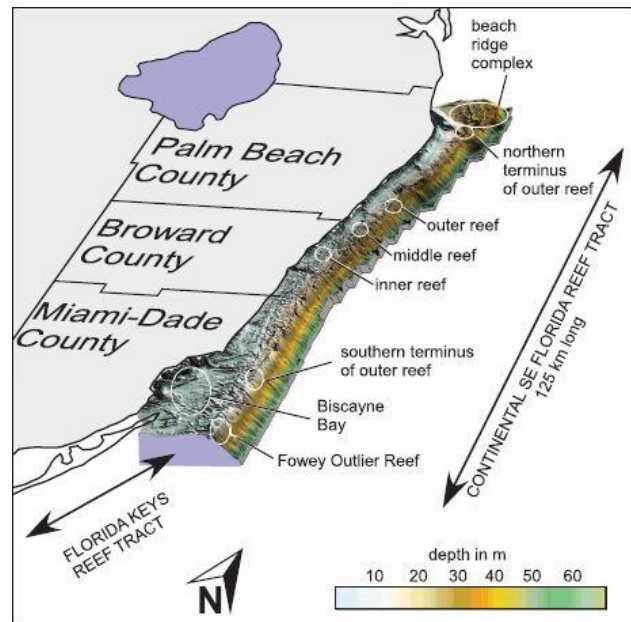 beach
ridge
complex
Palm Beach
County
northern
terminus
of outer reef
Broward
County
outer reef
middle reef
inner reef
Miami-Dade
County
southern terminus
of outer reef
Biscayne
Bay
Fowey Outlier Reef
CONTINENTAL SE FLORIDA REEF TRACT
125 km long
FLORIDA KEYS
REEF TRACT
N
depth in m
10 20 30 40 50 60